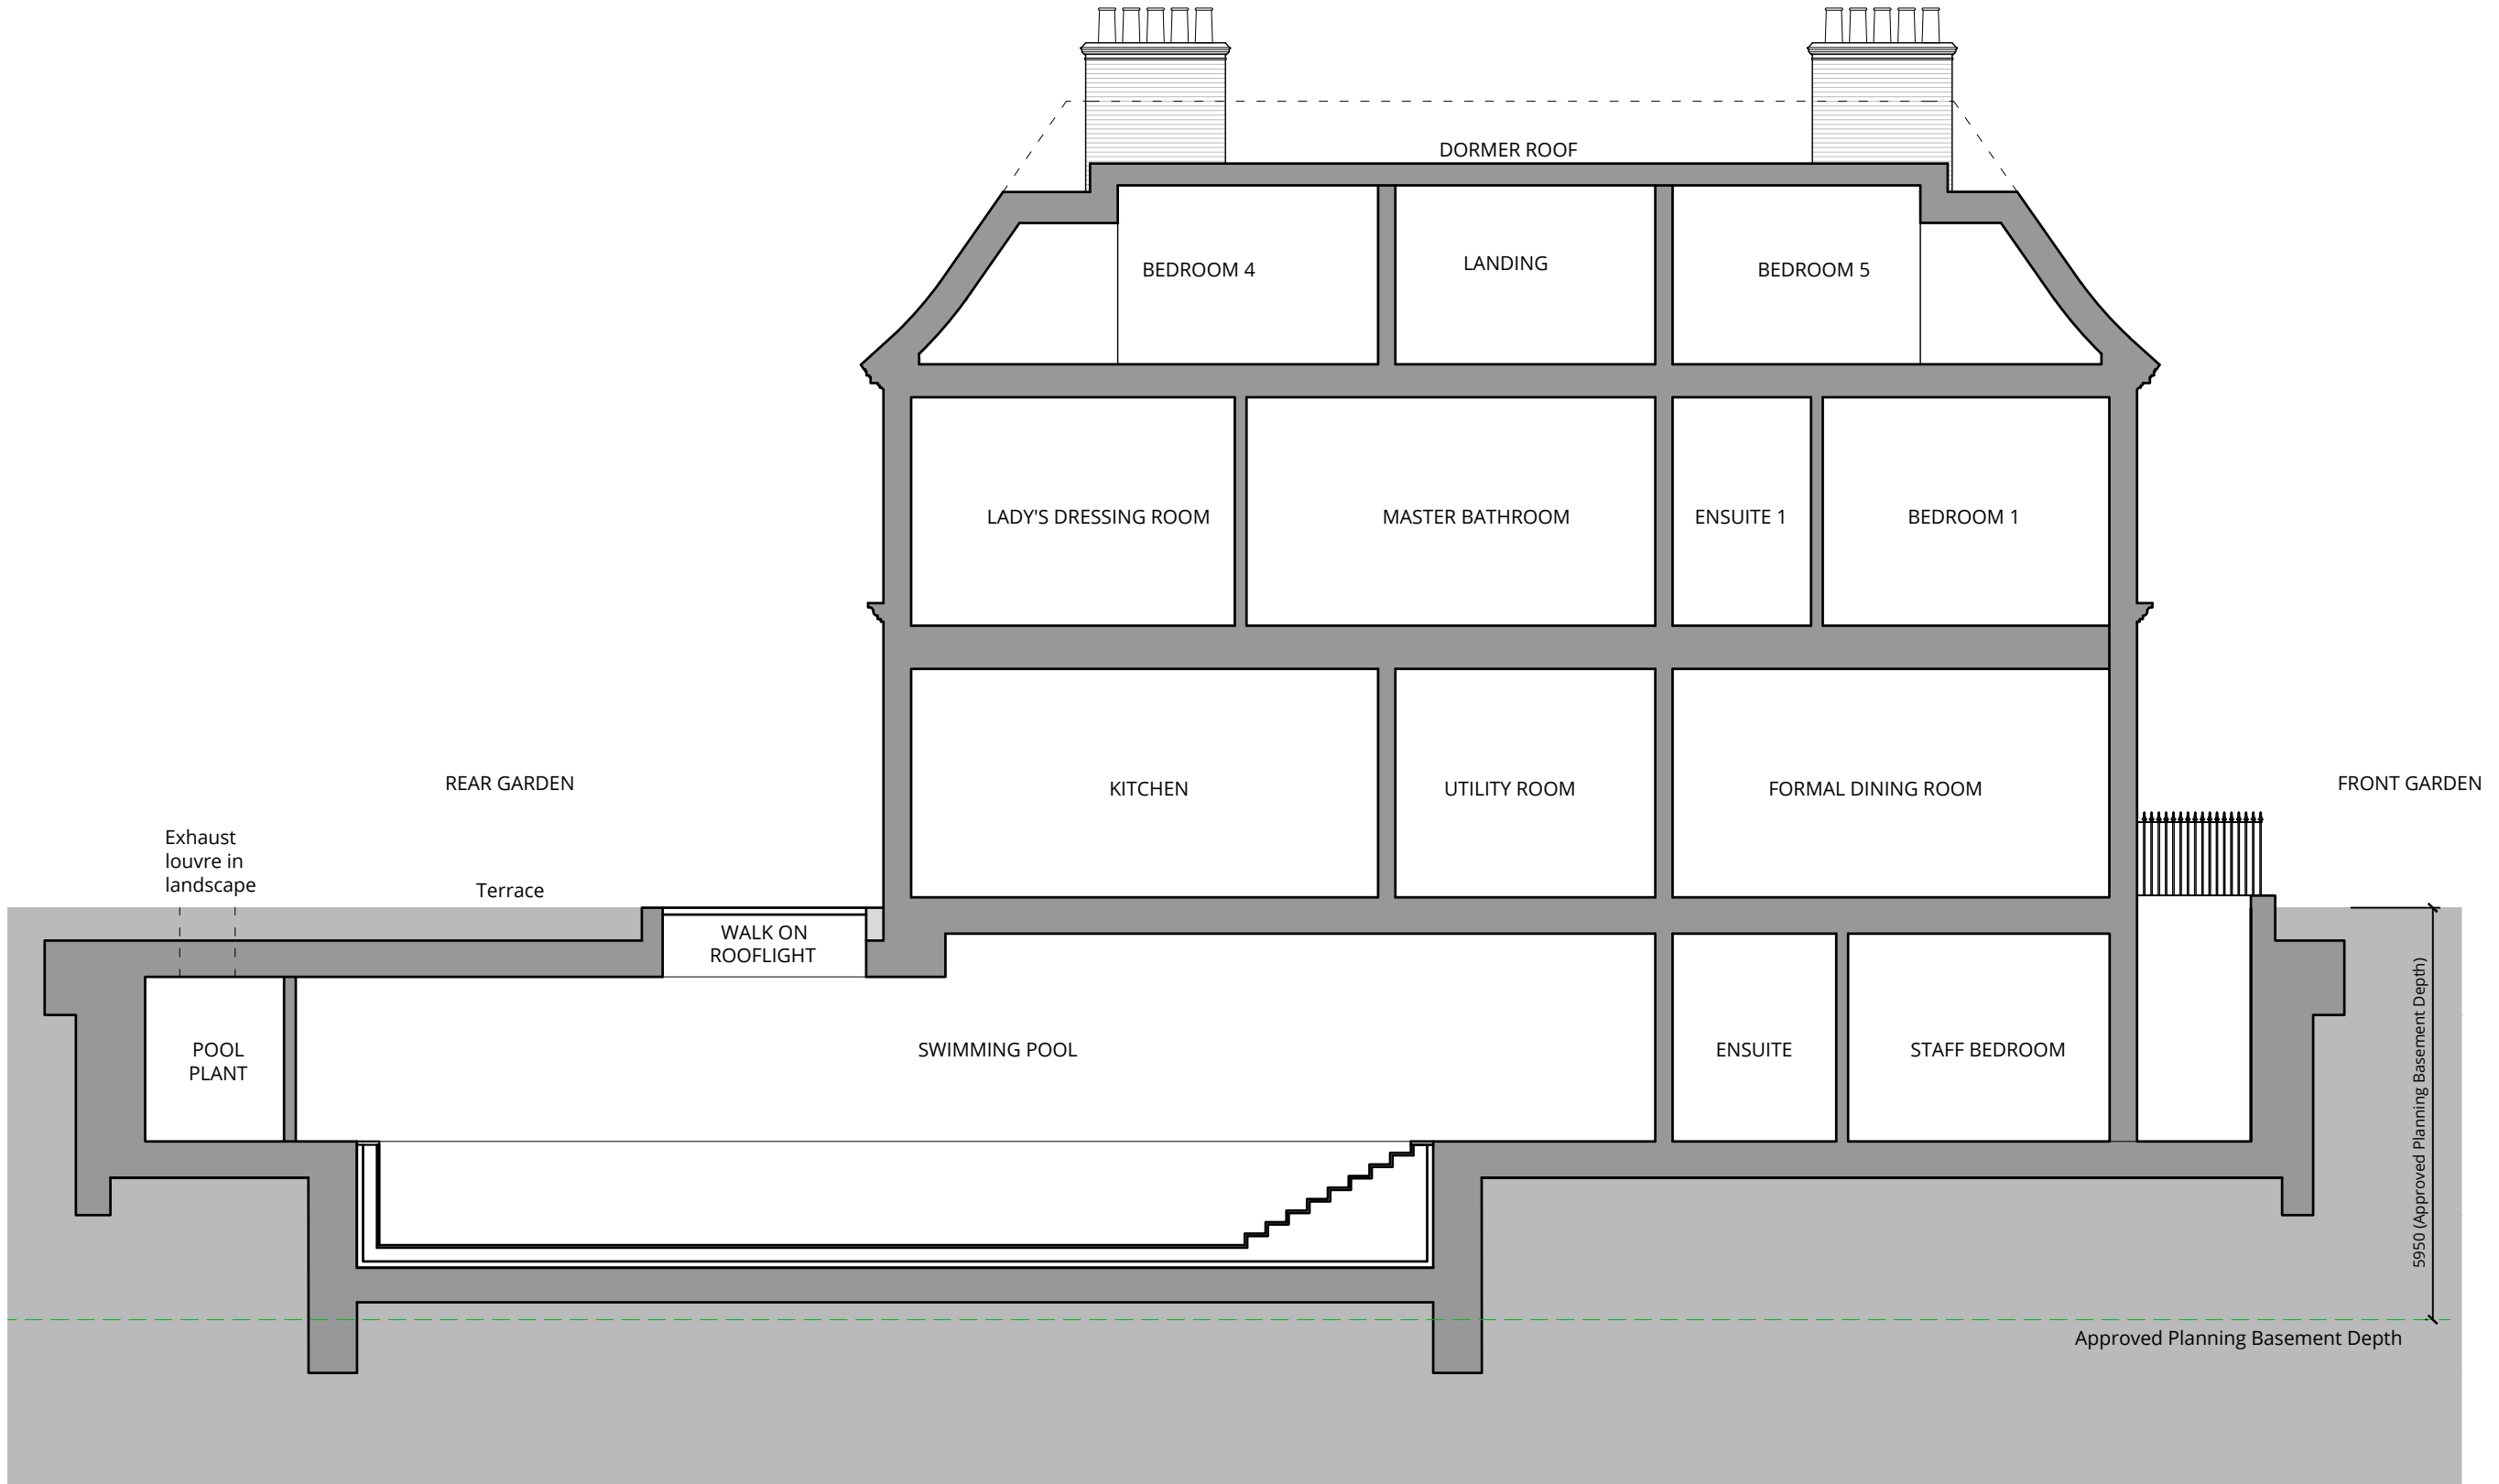 DORMER ROOF
BEDROOM 4
LANDING
BEDROOM 5
LADY'S DRESSING ROOM
MASTER BATHROOM
ENSUITE 1
BEDROOM 1
REAR GARDEN
KITCHEN
UTILITY ROOM
FORMAL DINING ROOM
FRONT GARDEN
Exhaust
louvre in
landscape
Terrace
WALK ON
ROOFLIGHT
POOL
PLANT
SWIMMING POOL
ENSUITE
STAFF BEDROOM
5950 (Approved Planning Basement Depth)
Approved Planning Basement Depth